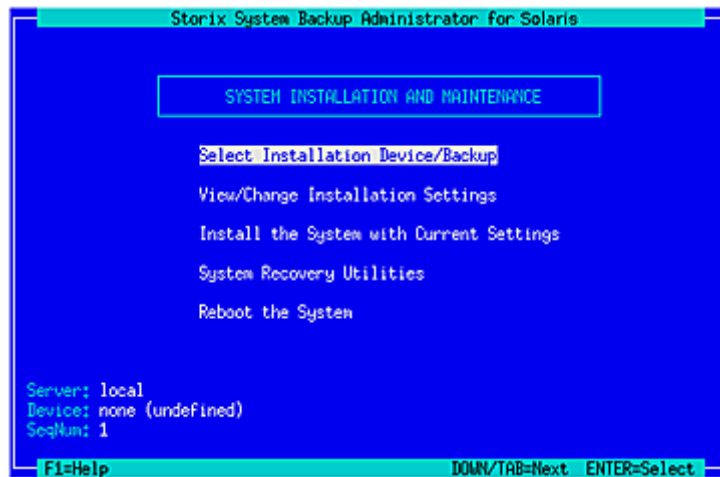 Storix System Backup Administrator for Solaris
SYSTEM INSTALLATION AND MAINTENANCE
Select Installation Device/Backup
View/Change Installation Settings
Install the System with Current Settings
System Recovery Utilities
Reboot the System
Server: local
Device: none (undefined)
SeqNum: 1
F1=Help DOWN/TAB=Next ENTER=Select